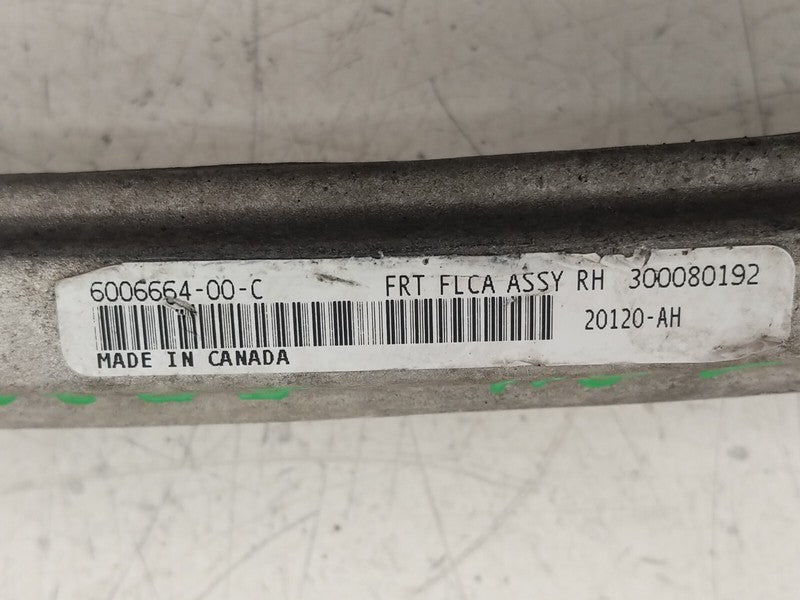 6006664-00-C FRT FLCA ASSY RH 300080192
20120-AH
MADE IN CANADA